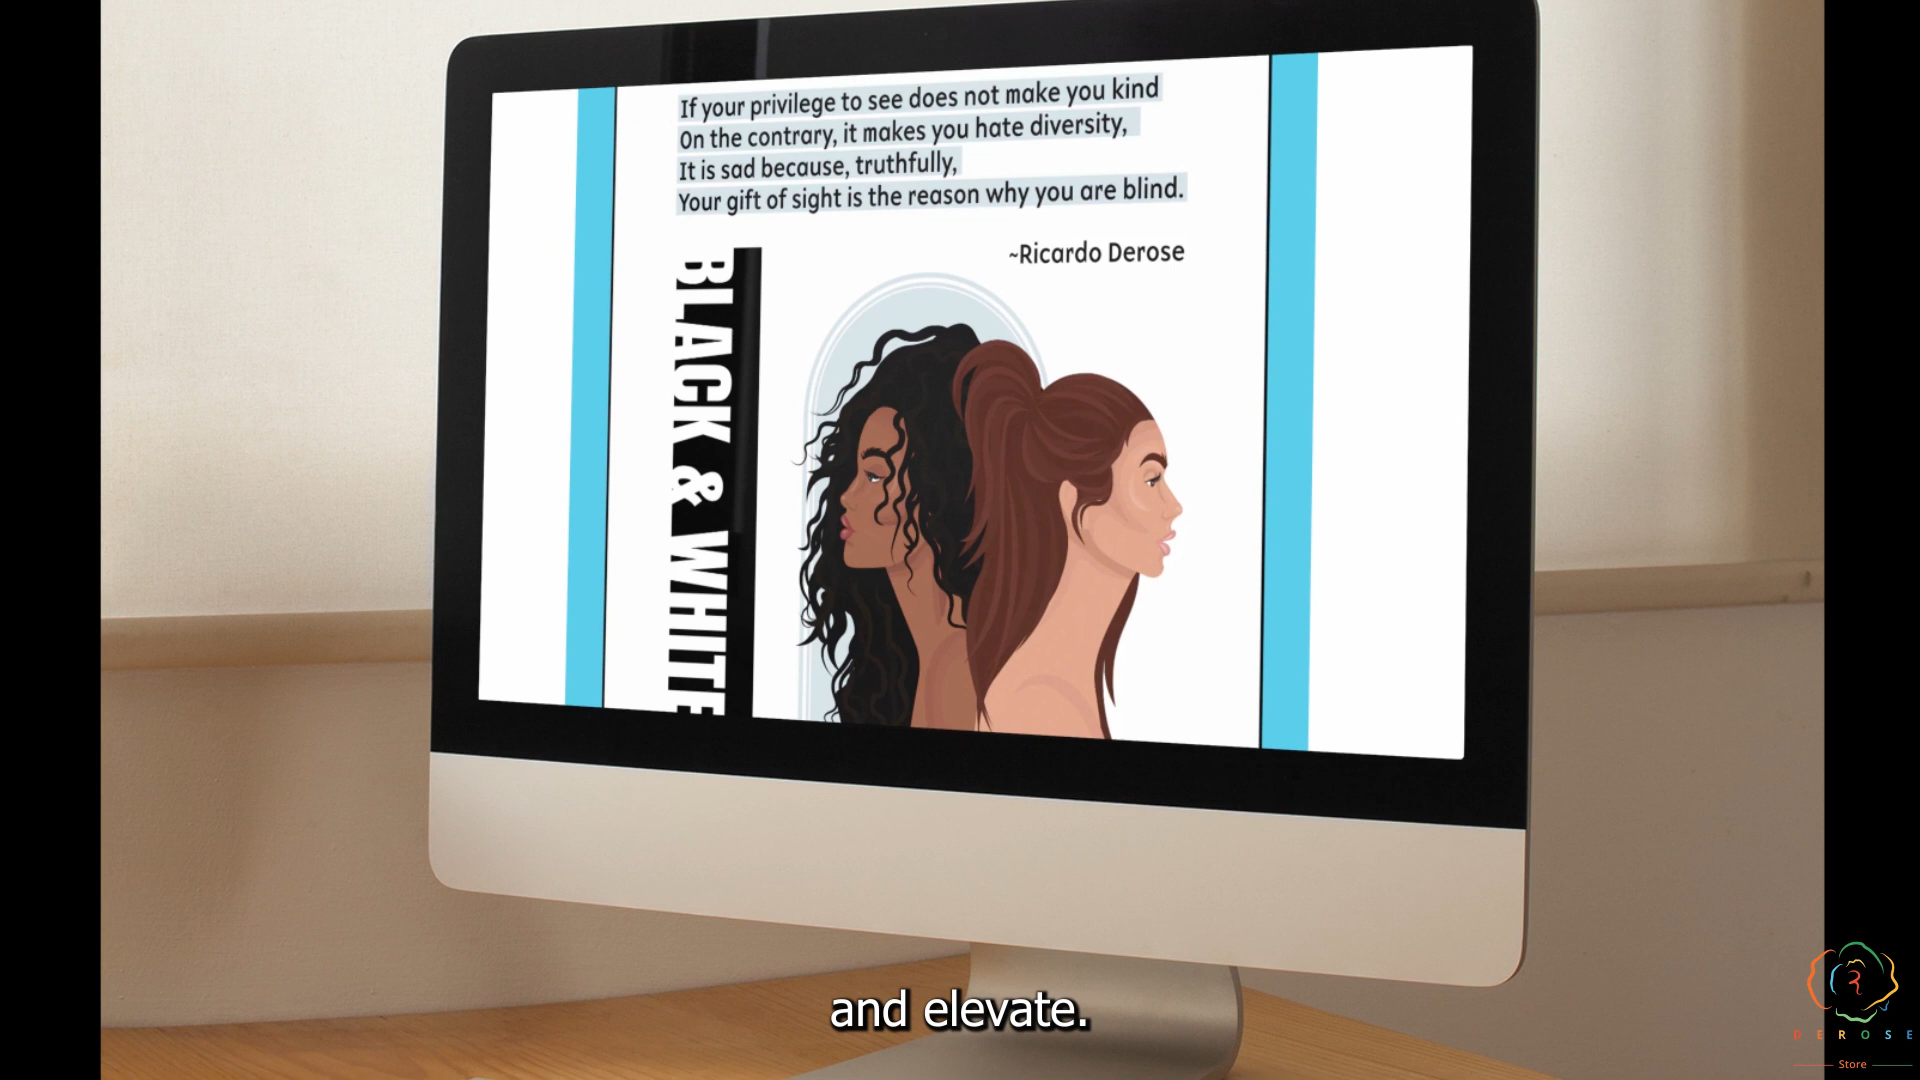 If your privilege to see does not make you kind
On the contrary, it makes you hate diversity,
It is sad because, truthfully,
Your gift of sight is the reason why you are blind.
~Ricardo Derose
BLACK & WHITE
and elevate.
DEROSE
Store